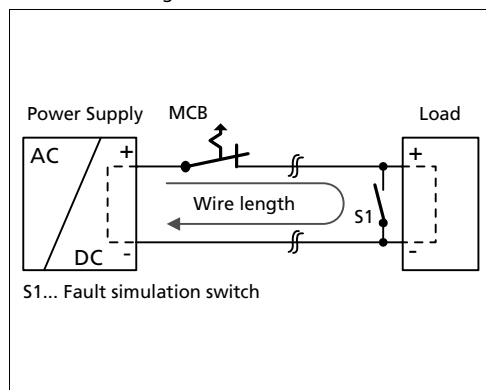 Power Supply
MCB
Load
AC
+
DC
-
Wire length
S1
+
-
S1... Fault simulation switch